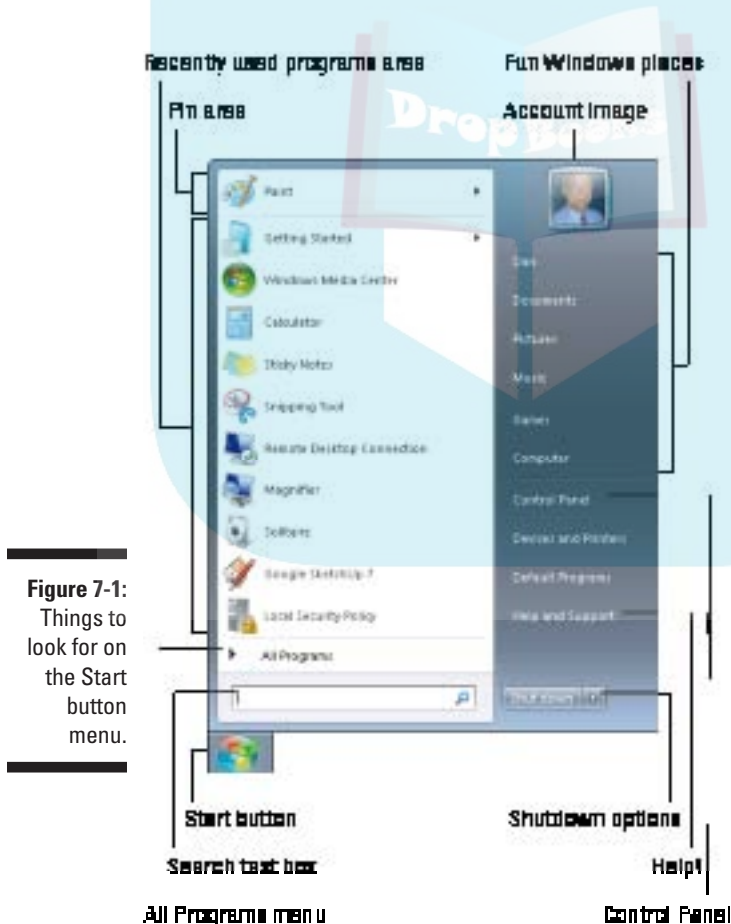 Recently used programs area
Fun Windows places
Pin area
Account image
DropBooks
Paint
Getting Started
Windows Media Center
Calculator
Sticky Notes
Snipping Tool
Remote Desktop Connection
Magnifier
Solitaire
Google SketchUp 7
Local Security Policy
All Programs
Dan
Documents
Pictures
Music
Games
Computer
Control Panel
Devices and Printers
Default Programs
Help and Support
Shut down
Figure 7-1:
Things to
look for on
the Start
button
menu.
Start button
Shutdown options
Search text box
Help!
All Programs menu
Control Panel